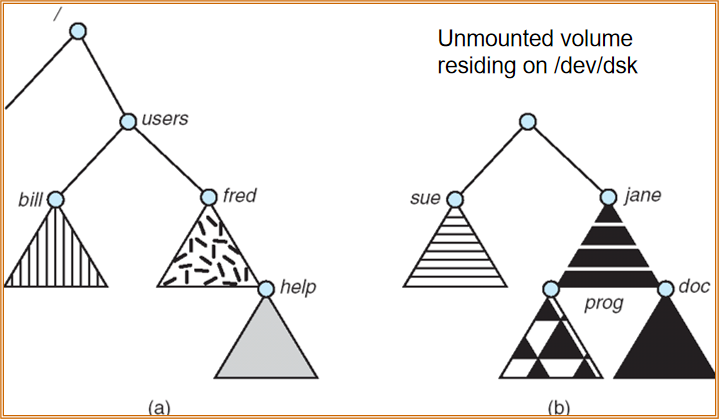 /
Unmounted volume
residing on /dev/dsk
users
bill
fred
sue
jane
help
prog
doc
(a)
(b)